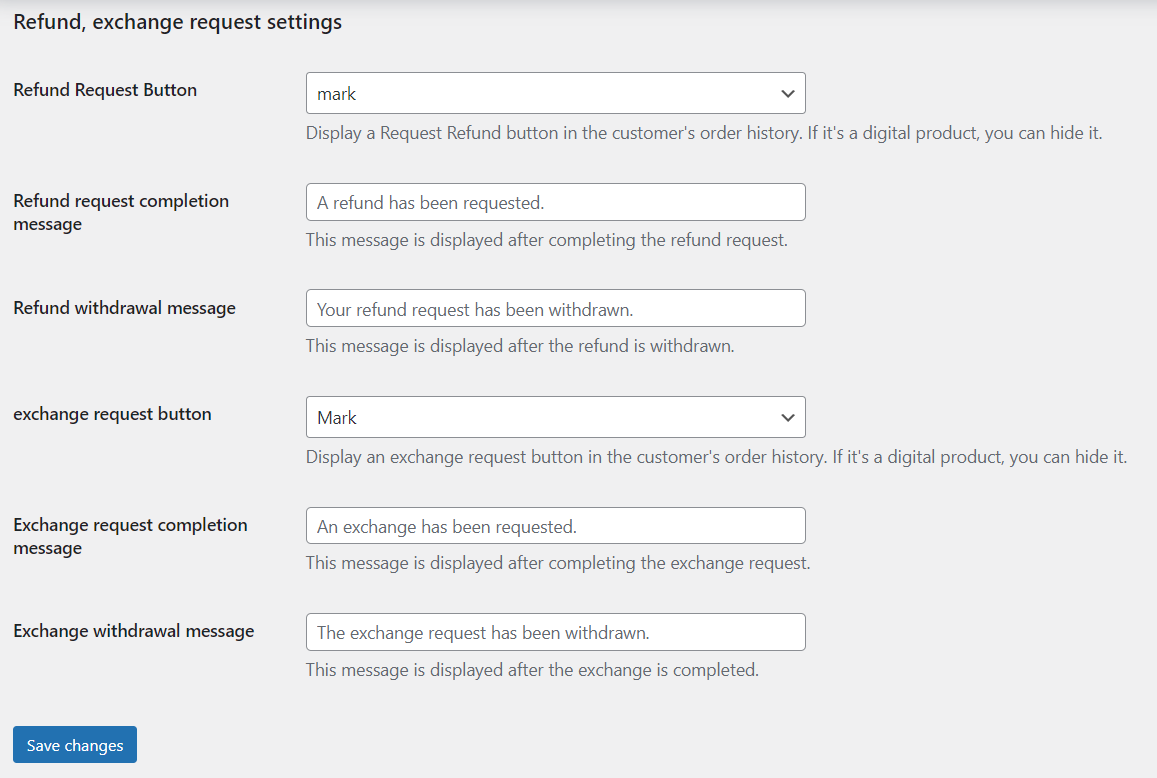 Refund, exchange request settings
Refund Request Button
mark
Display a Request Refund button in the customer's order history. If it's a digital product, you can hide it.
Refund request completion
message
A refund has been requested.
This message is displayed after completing the refund request.
Refund withdrawal message
Your refund request has been withdrawn.
This message is displayed after the refund is withdrawn.
exchange request button
Mark
Display an exchange request button in the customer's order history. If it's a digital product, you can hide it.
Exchange request completion
message
An exchange has been requested.
This message is displayed after completing the exchange request.
Exchange withdrawal message
The exchange request has been withdrawn.
This message is displayed after the exchange is completed.
Save changes